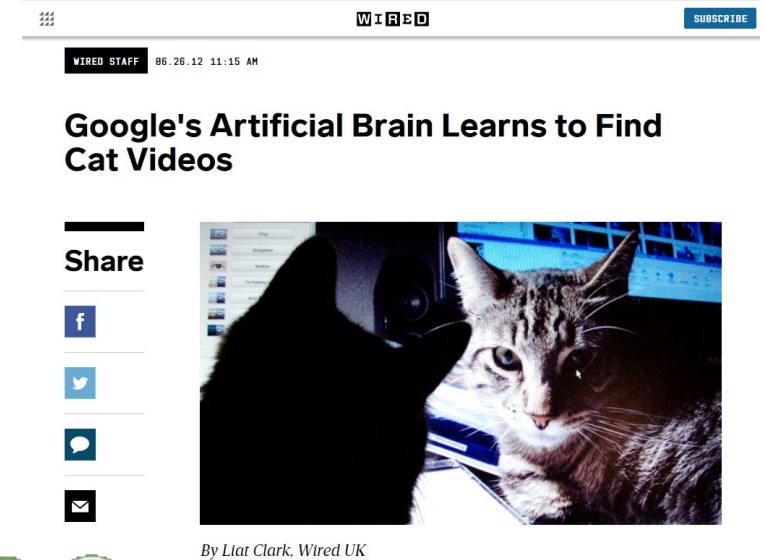 WIRED
SUBSCRIBE
WIRED STAFF 06.26.12 11:15 AM
Google's Artificial Brain Learns to Find
Cat Videos
Share
f
By Liat Clark, Wired UK